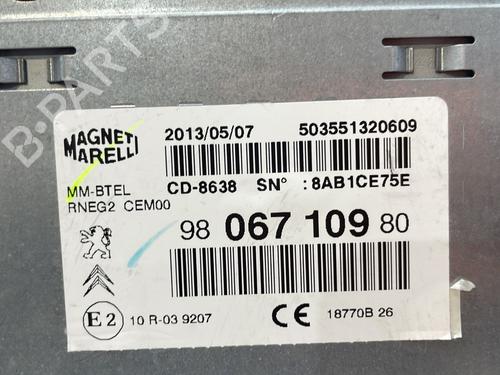 B-PARTS
MAGNETI MARELLI
2013/05/07 503551320609
MM-BTEL
RNEG2 CEM00
CD-8638 SN° :8AB1CE75E
98 067 109 80
E2 10 R-03 9207
CE 18770B 26